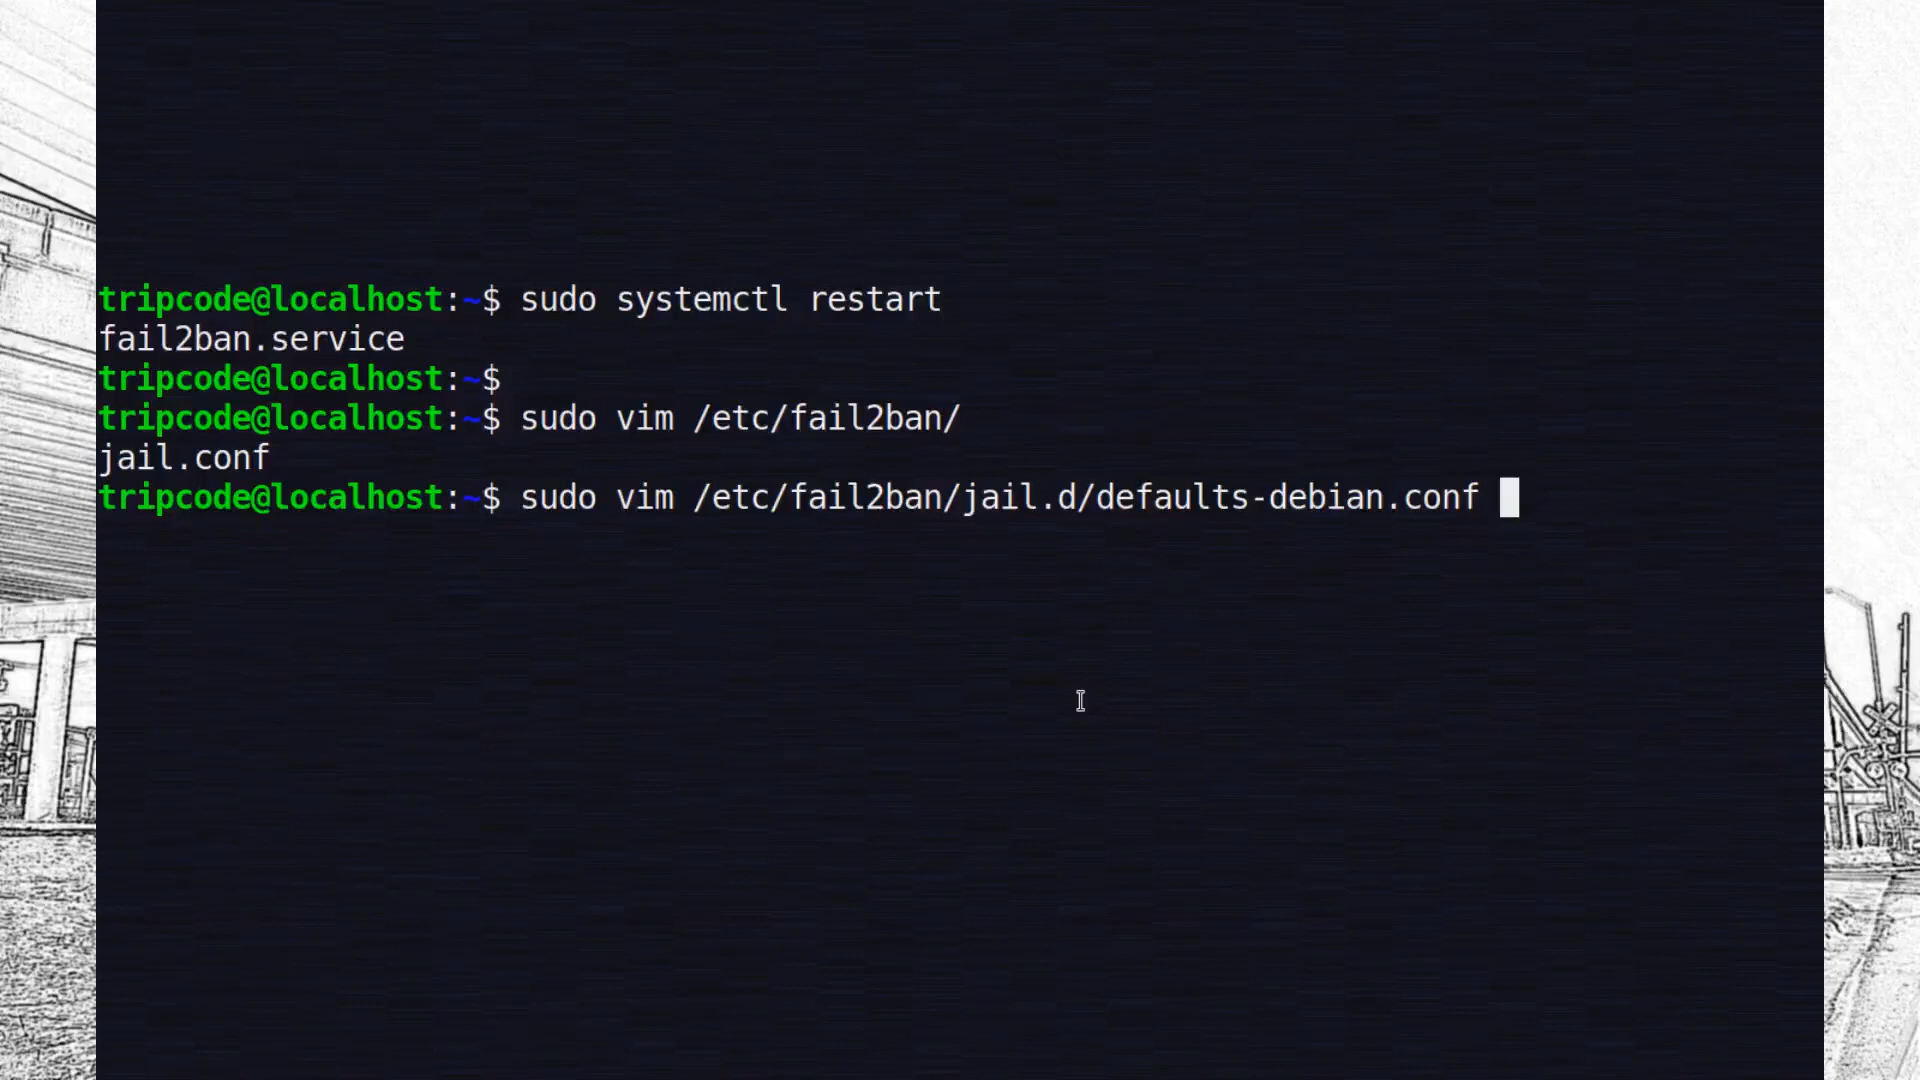 tripcode@localhost:~$ sudo systemctl restart
fail2ban.service
tripcode@localhost:~$
tripcode@localhost:~$ sudo vim /etc/fail2ban/
jail.conf
tripcode@localhost:~$ sudo vim /etc/fail2ban/jail.d/defaults-debian.conf